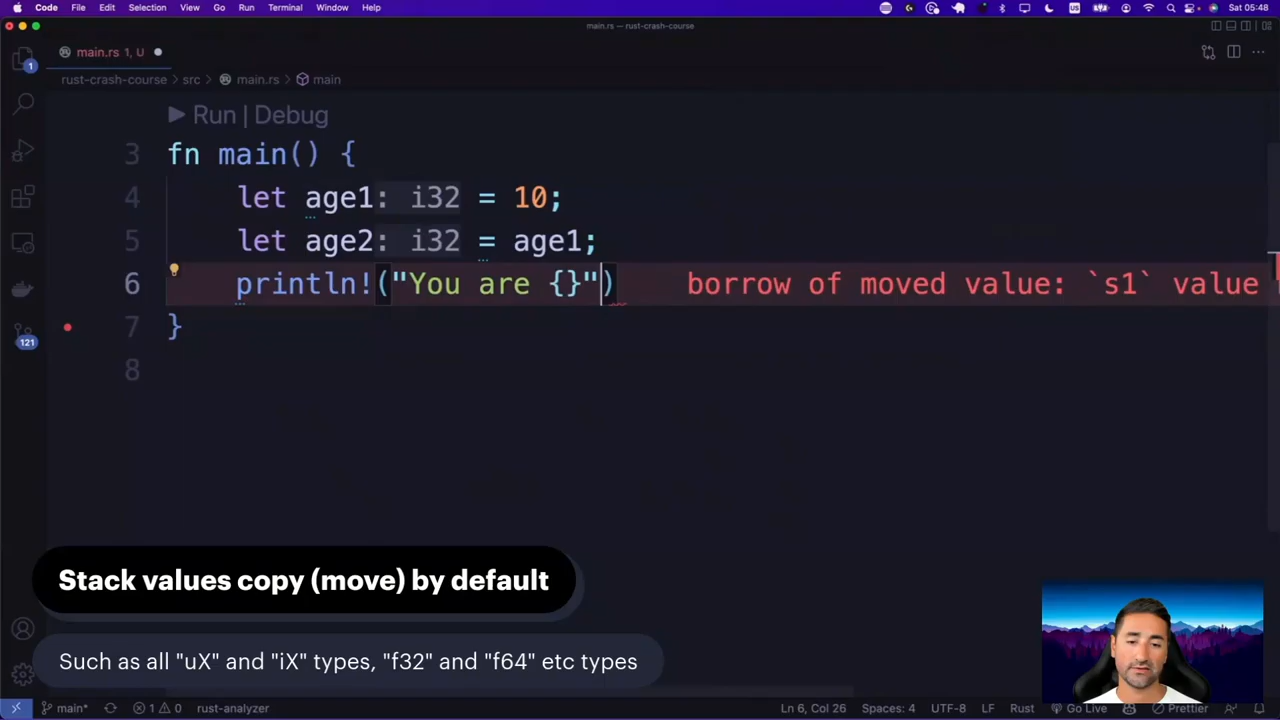 Code File Edit Selection View Go Run Terminal Window Help Sat 05:48
main.rs — rust-crash-course
main.rs 1, U
rust-crash-course > src > main.rs > main
Run | Debug
3 fn main() {
4 let age1: i32 = 10;
5 let age2: i32 = age1;
6 println!("You are {}") borrow of moved value: `s1` value
7 }
8
1
121
Stack values copy (move) by default
Such as all "uX" and "iX" types, "f32" and "f64" etc types
main* 1 0 rust-analyzer Ln 6, Col 26 Spaces: 4 UTF-8 LF Rust Go Live Prettier